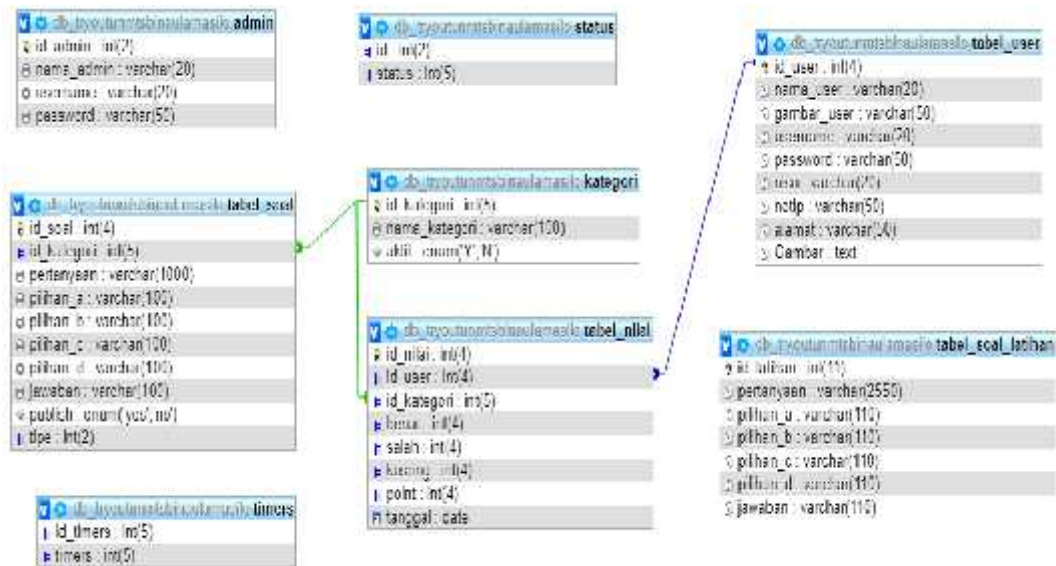 admin
id_admin : int(2)
nama_admin : varchar(20)
username : varchar(20)
password : varchar(50)
status
id : int(2)
status : int(5)
tabel_user
id_user : int(4)
nama_user : varchar(20)
gambar_user : varchar(50)
username : varchar(20)
password : varchar(50)
varchar(20)
notlp : varchar(50)
alamat : varchar(50)
Gambar : text
tabel_soal
id_soal : int(4)
id_kategori : int(5)
pertanyaan : varchar(1000)
pilihan_a : varchar(100)
pilihan_b : varchar(100)
pilihan_c : varchar(100)
pilihan_d : varchar(100)
jawaban : varchar(100)
publish : enum('yes','no')
tipe : int(2)
kategori
id_kategori : int(5)
nama_kategori : varchar(100)
aktif : enum('Y','N')
tabel_nilai
id_nilai : int(4)
id_user : int(4)
id_kategori : int(5)
benar : int(4)
salah : int(4)
kosong : int(4)
point : int(4)
tanggal : date
tabel_soal_latihan
id_latihan : int(11)
pertanyaan : varchar(2550)
pilihan_a : varchar(110)
pilihan_b : varchar(110)
pilihan_c : varchar(110)
pilihan_d : varchar(110)
jawaban : varchar(110)
timers
id_timers : int(5)
timers : int(5)